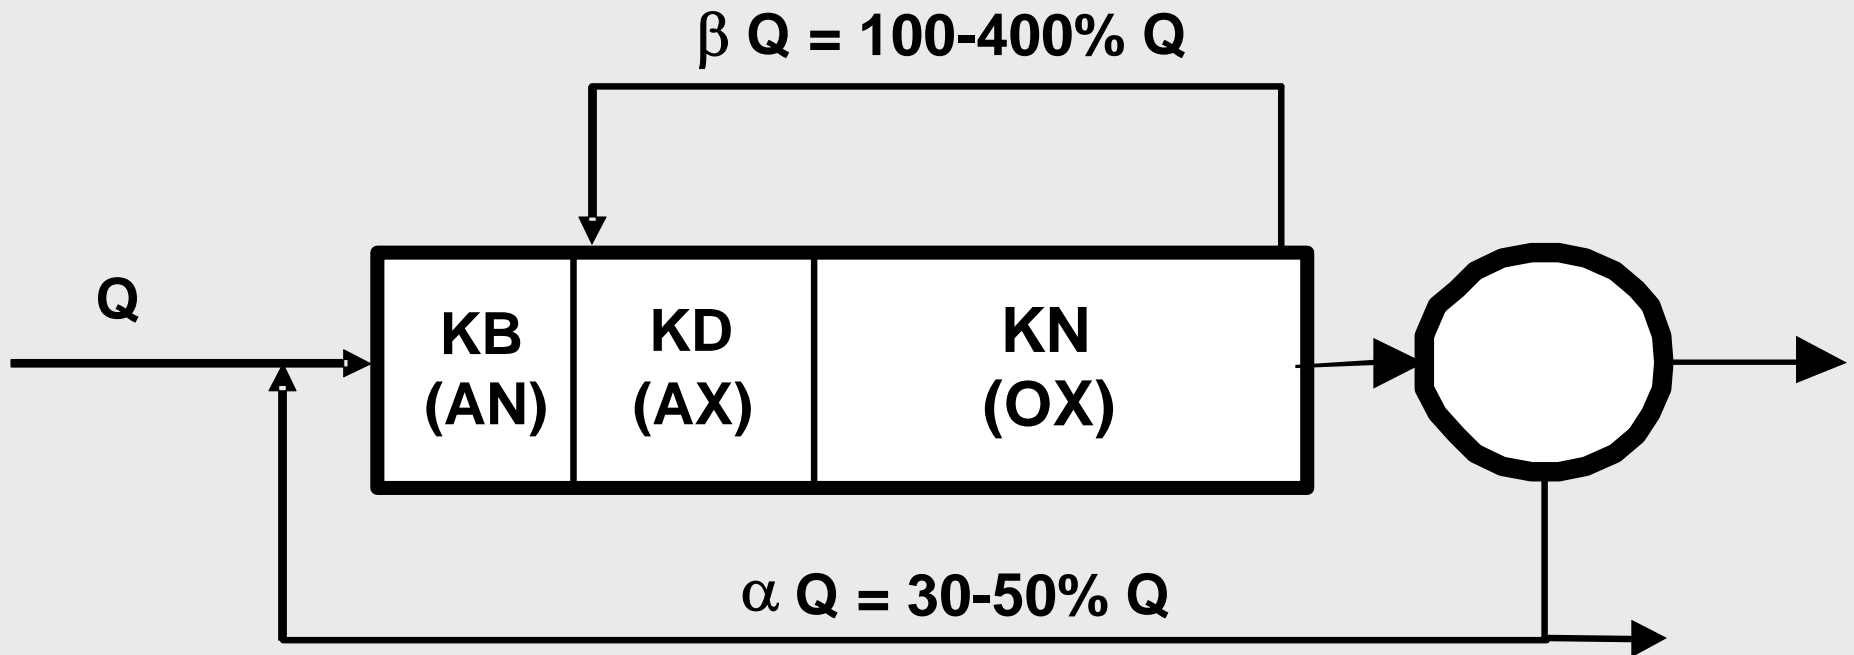 β Q = 100-400% Q
Q
KB
(AN)
KD
(AX)
KN
(OX)
α Q = 30-50% Q